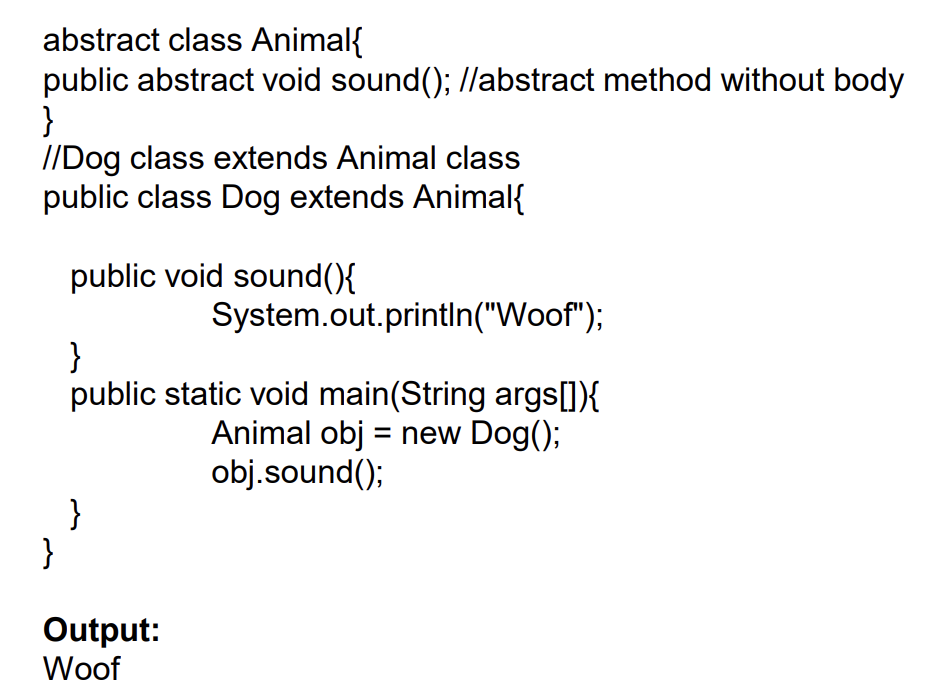 abstract class Animal{
public abstract void sound(); //abstract method without body
}
//Dog class extends Animal class
public class Dog extends Animal{
public void sound(){
System.out.println("Woof");
}
public static void main(String args[]){
Animal obj = new Dog();
obj.sound();
}
}
Output:
Woof